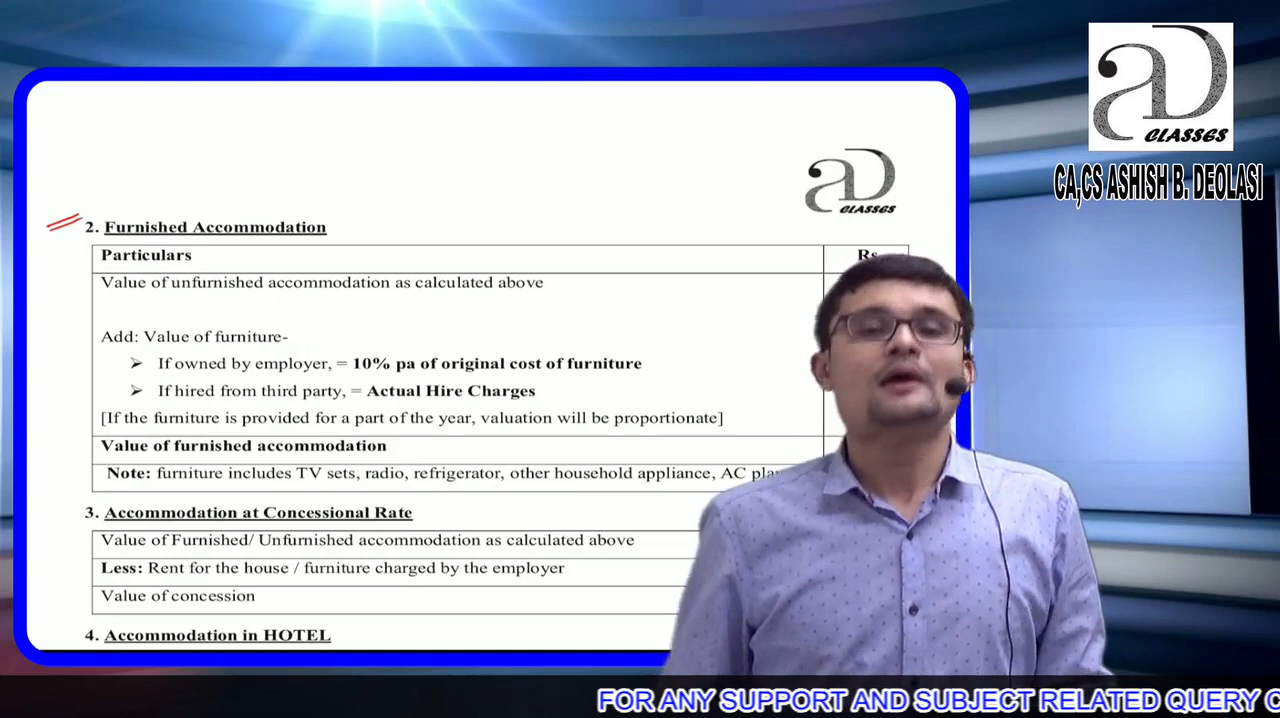 aD
CLASSES
CA,CS ASHISH B. DEOLASI
aD
CLASSES
2. Furnished Accommodation
Particulars Rs
Value of unfurnished accommodation as calculated above
Add: Value of furniture-
➢ If owned by employer, = 10% pa of original cost of furniture
➢ If hired from third party, = Actual Hire Charges
[If the furniture is provided for a part of the year, valuation will be proportionate]
Value of furnished accommodation
Note: furniture includes TV sets, radio, refrigerator, other household appliance, AC
3. Accommodation at Concessional Rate
Value of Furnished/ Unfurnished accommodation as calculated above
Less: Rent for the house / furniture charged by the employer
Value of concession
4. Accommodation in HOTEL
FOR ANY SUPPORT AND SUBJECT RELATED QUERY